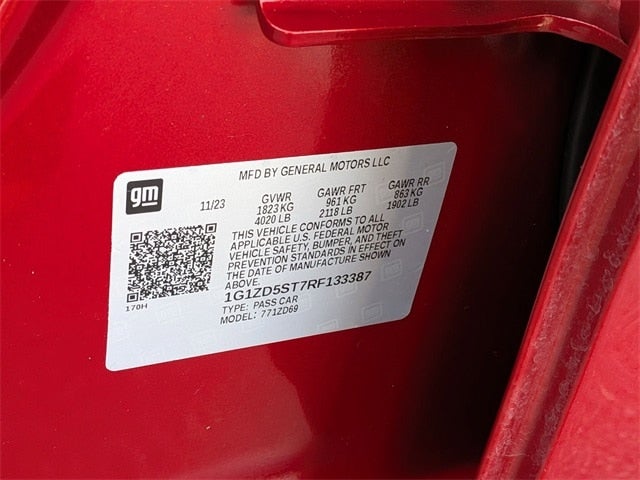 MFD BY GENERAL MOTORS LLC
gm
11/23
GVWR GAWR FRT GAWR RR
1823 KG 961 KG 863 KG
4020 LB 2118 LB 1902 LB
THIS VEHICLE CONFORMS TO ALL
APPLICABLE U.S. FEDERAL MOTOR
VEHICLE SAFETY, BUMPER, AND THEFT
PREVENTION STANDARDS IN EFFECT ON
THE DATE OF MANUFACTURE SHOWN
ABOVE.
1G1ZD5ST7RF133387
TYPE: PASS CAR
MODEL: 771ZD69
170H